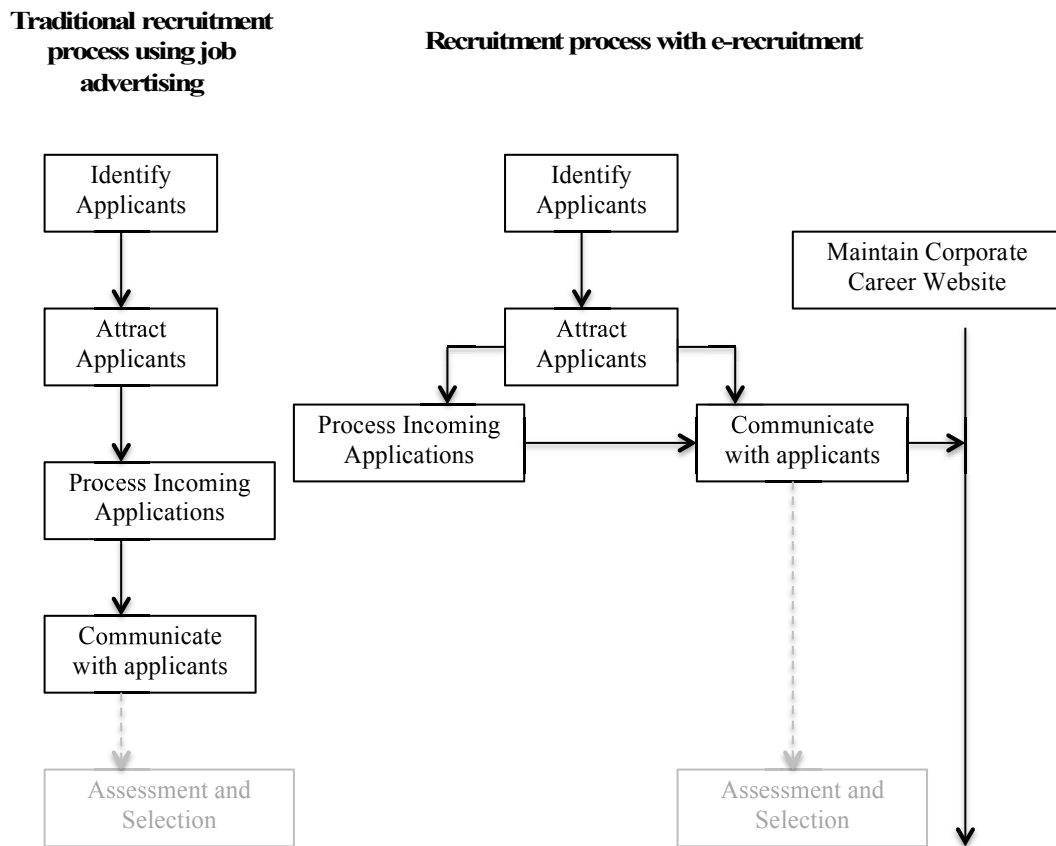 Traditional recruitment
process using job
advertising
Identify
Applicants
Attract
Applicants
Process Incoming
Applications
Communicate
with applicants
Assessment and
Selection
Recruitment process with e-recruitment
Identify
Applicants
Maintain Corporate
Career Website
Attract
Applicants
Process Incoming
Applications
Communicate
with applicants
Assessment and
Selection